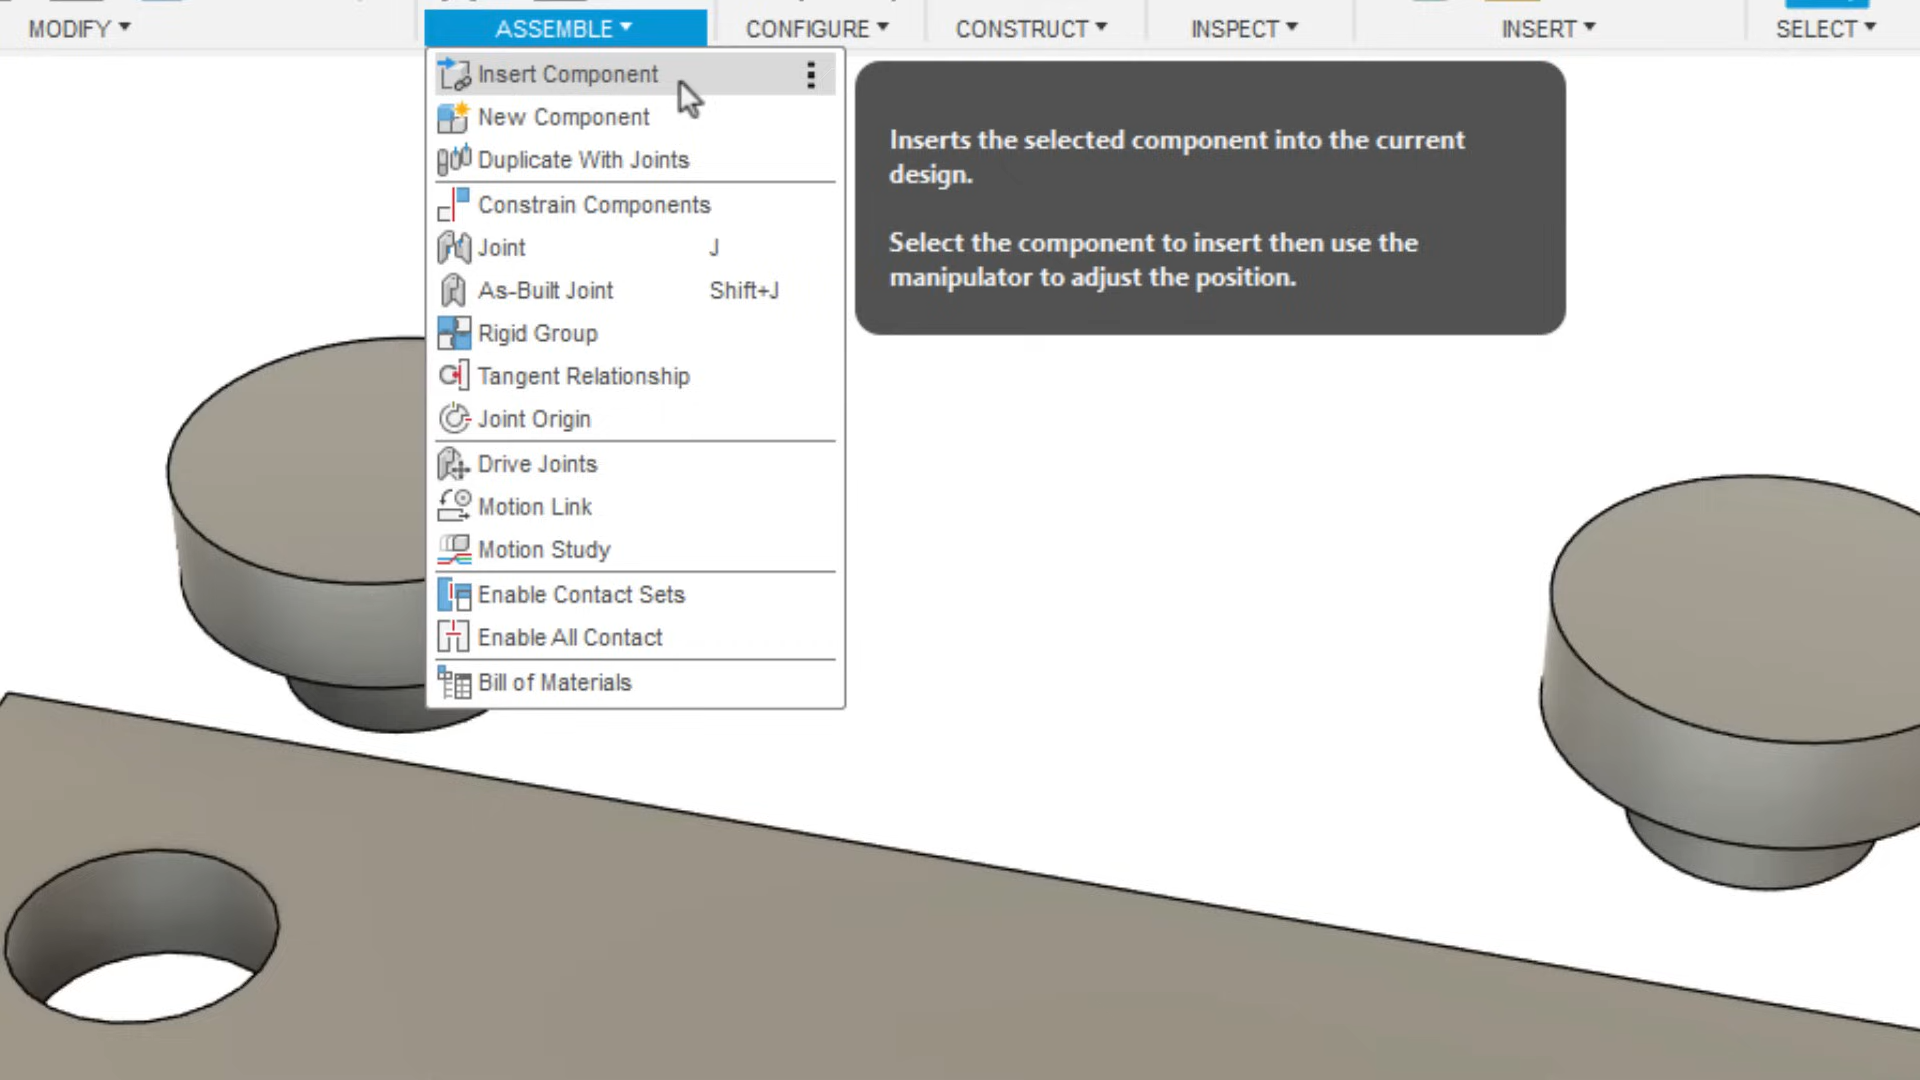 MODIFY
ASSEMBLE
CONFIGURE
CONSTRUCT
INSPECT
INSERT
SELECT
Insert Component
New Component
Duplicate With Joints
Constrain Components
Joint J
As-Built Joint Shift+J
Rigid Group
Tangent Relationship
Joint Origin
Drive Joints
Motion Link
Motion Study
Enable Contact Sets
Enable All Contact
Bill of Materials
Inserts the selected component into the current
design.
Select the component to insert then use the
manipulator to adjust the position.